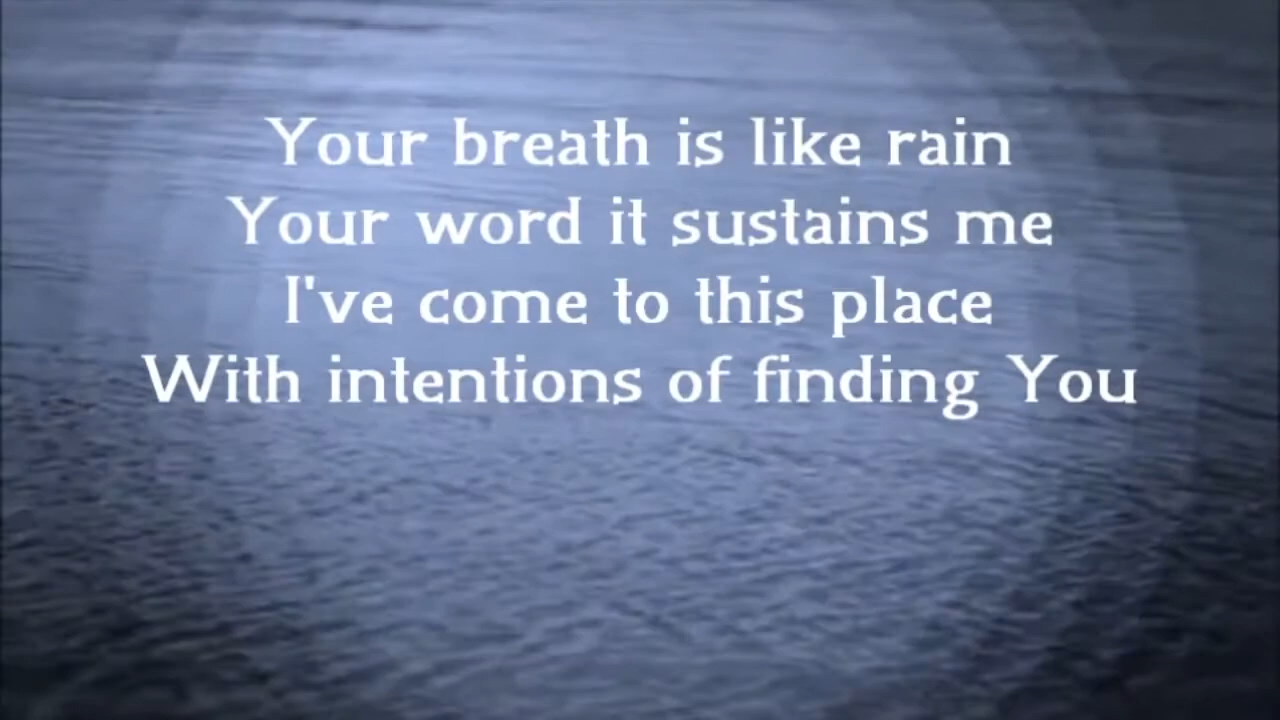 Your breath is like rain
Your word it sustains me
I've come to this place
With intentions of finding You